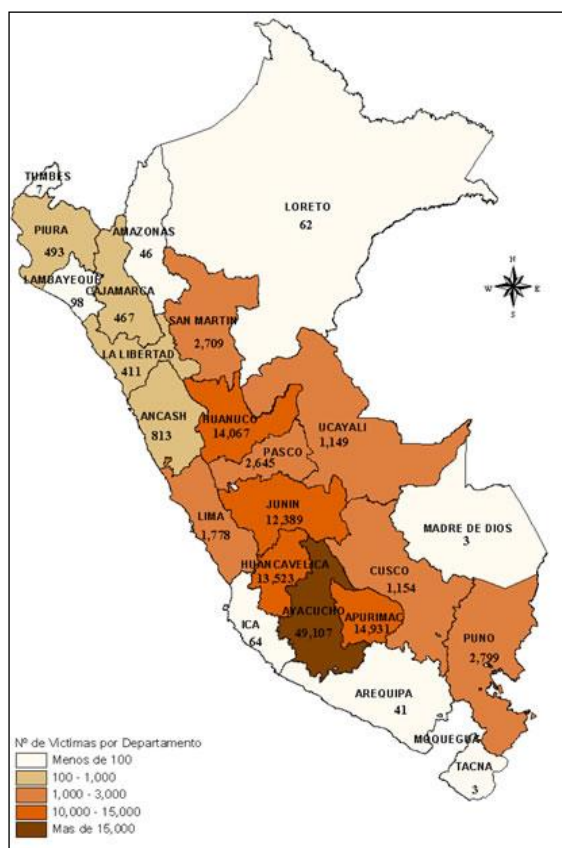 TUMBES
7
PIURA
493
LAMBAYEQUE
98
AMAZONAS
46
CAJAMARCA
467
LORETO
62
N
W E
S
SAN MARTIN
2,709
LA LIBERTAD
411
ANCASH
813
HUANUCO
14,067
UCAYALI
1,149
PASCO
2,645
JUNIN
12,389
LIMA
1,778
MADRE DE DIOS
3
HUANCAVELICA
13,523
CUSCO
1,154
AYACUCHO
49,107
APURIMAC
14,931
ICA
64
PUNO
2,799
AREQUIPA
41
MOQUEGUA
TACNA
3
Nº de Victimas por Departamento
Menos de 100
100 - 1,000
1,000 - 3,000
10,000 - 15,000
Mas de 15,000